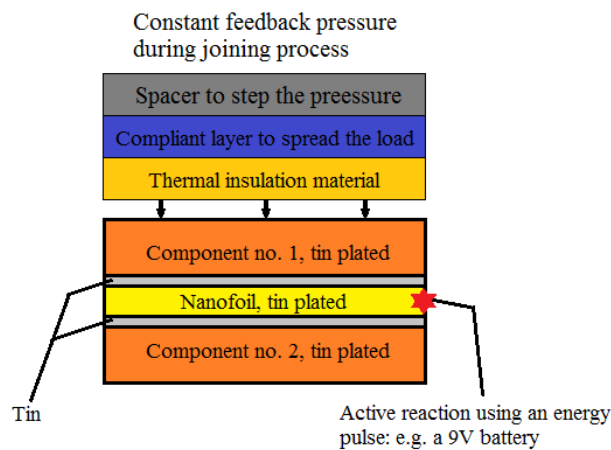 Constant feedback pressure
during joining process
Spacer to step the preessure
Compliant layer to spread the load
Thermal insulation material
Component no. 1, tin plated
Nanofoil, tin plated
Component no. 2, tin plated
Tin
Active reaction using an energy
pulse: e.g. a 9V battery